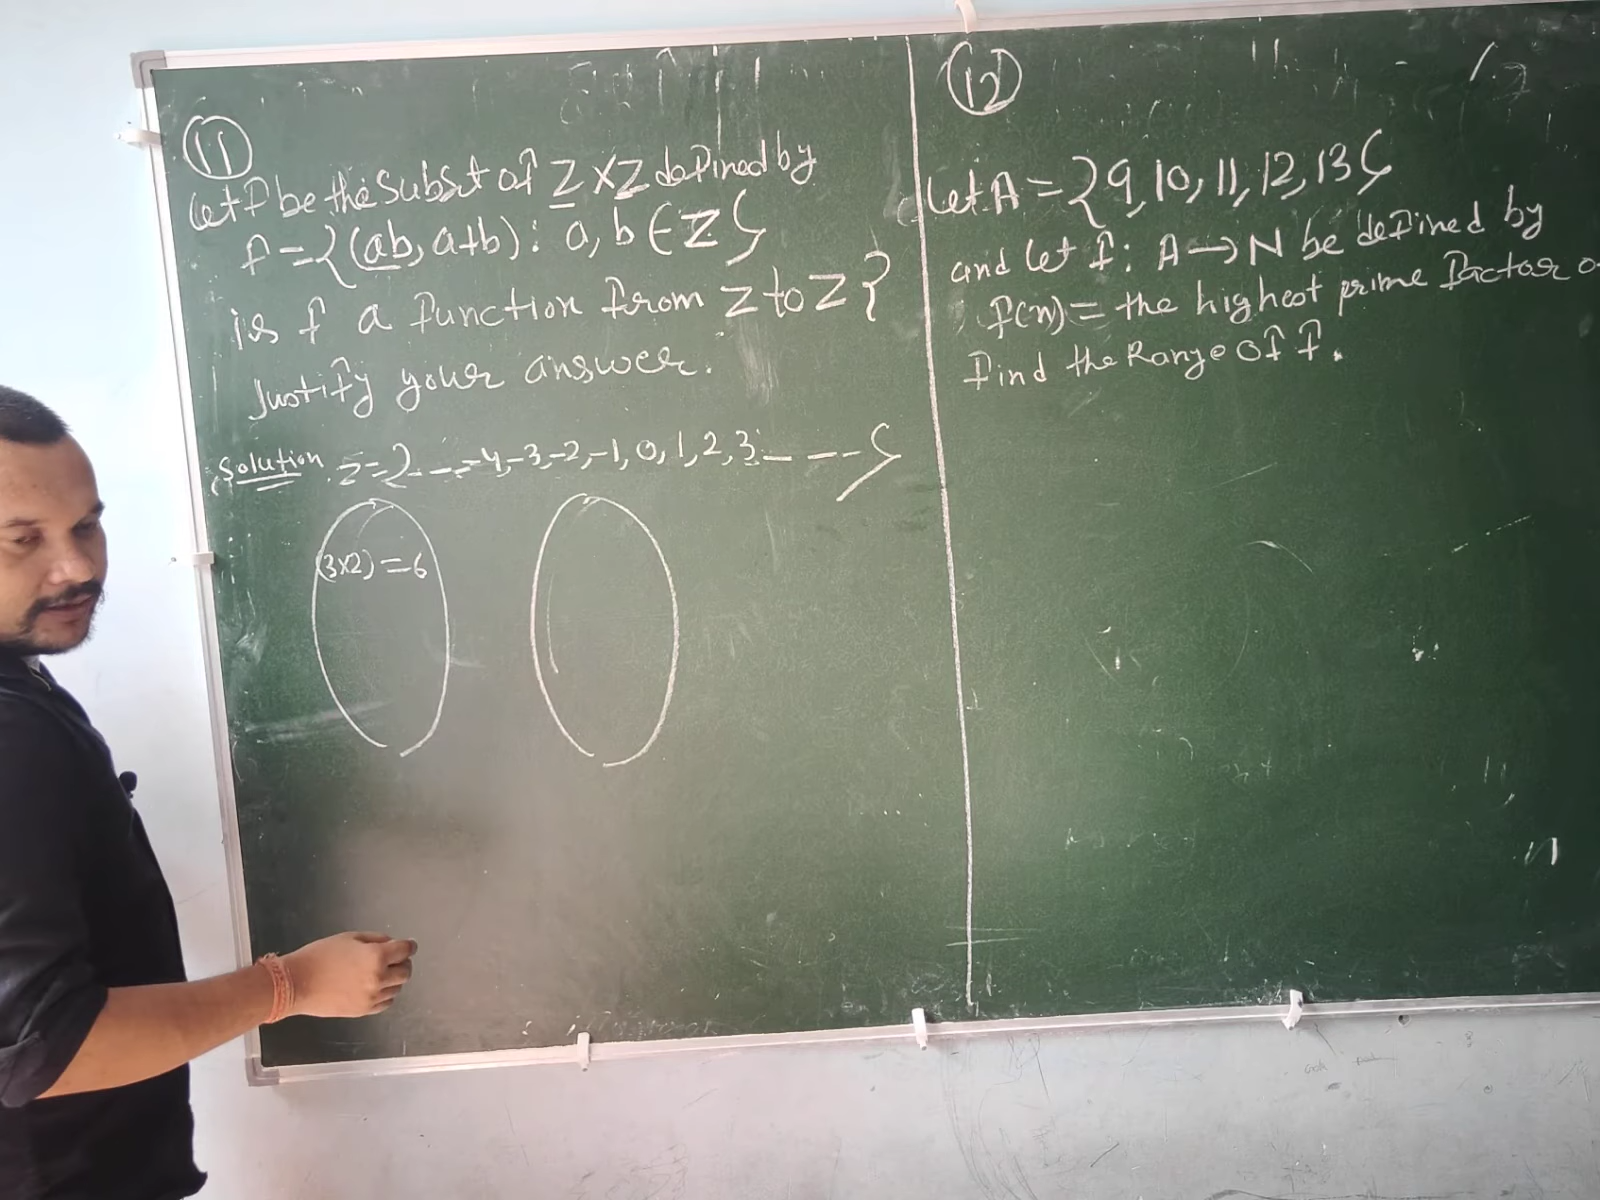 11
Let f be the Subset of Z×Z defined by
f = {(ab, a+b): a, b ∈ Z}
is f a function from Z to Z?
Justify your answer.
Solution Z = {- - - -4, -3, -2, -1, 0, 1, 2, 3 - - - -}
(3×2) = 6
12
Let A = {9, 10, 11, 12, 13}
and let f: A → N be defined by
f(n) = the highest prime factor o
Find the Range of f.